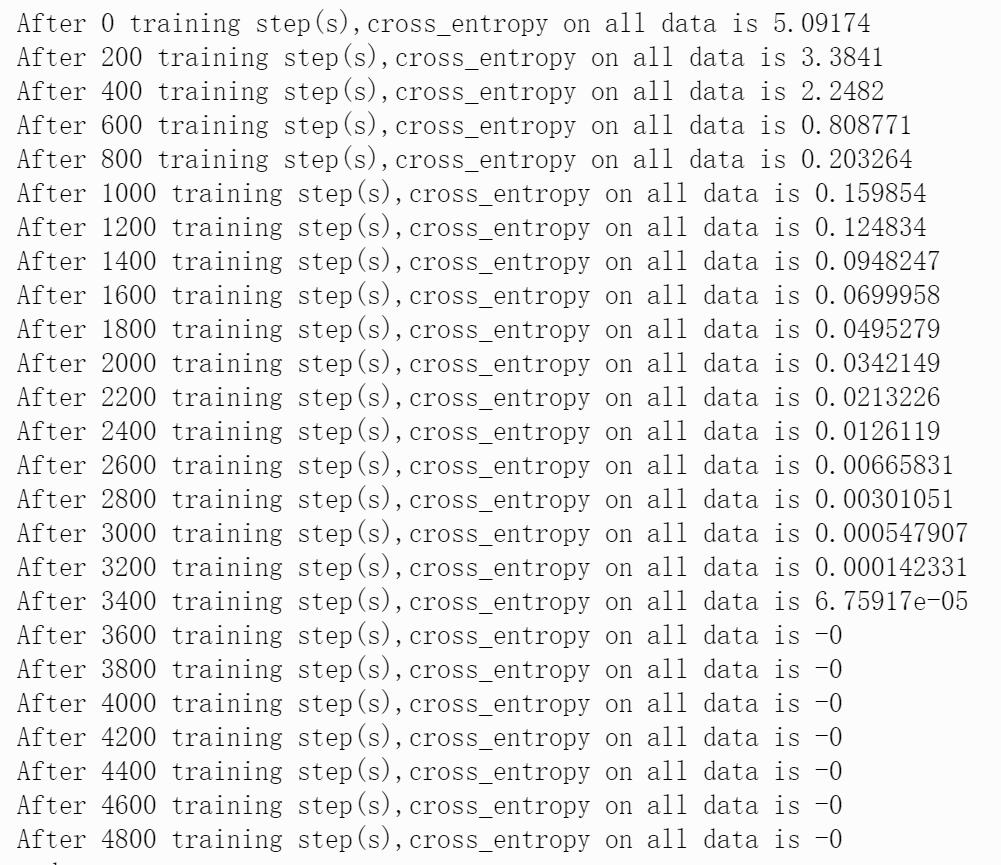 After 0 training step(s),cross_entropy on all data is 5.09174
After 200 training step(s),cross_entropy on all data is 3.3841
After 400 training step(s),cross_entropy on all data is 2.2482
After 600 training step(s),cross_entropy on all data is 0.808771
After 800 training step(s),cross_entropy on all data is 0.203264
After 1000 training step(s),cross_entropy on all data is 0.159854
After 1200 training step(s),cross_entropy on all data is 0.124834
After 1400 training step(s),cross_entropy on all data is 0.0948247
After 1600 training step(s),cross_entropy on all data is 0.0699958
After 1800 training step(s),cross_entropy on all data is 0.0495279
After 2000 training step(s),cross_entropy on all data is 0.0342149
After 2200 training step(s),cross_entropy on all data is 0.0213226
After 2400 training step(s),cross_entropy on all data is 0.0126119
After 2600 training step(s),cross_entropy on all data is 0.00665831
After 2800 training step(s),cross_entropy on all data is 0.00301051
After 3000 training step(s),cross_entropy on all data is 0.000547907
After 3200 training step(s),cross_entropy on all data is 0.000142331
After 3400 training step(s),cross_entropy on all data is 6.75917e-05
After 3600 training step(s),cross_entropy on all data is -0
After 3800 training step(s),cross_entropy on all data is -0
After 4000 training step(s),cross_entropy on all data is -0
After 4200 training step(s),cross_entropy on all data is -0
After 4400 training step(s),cross_entropy on all data is -0
After 4600 training step(s),cross_entropy on all data is -0
After 4800 training step(s),cross_entropy on all data is -0